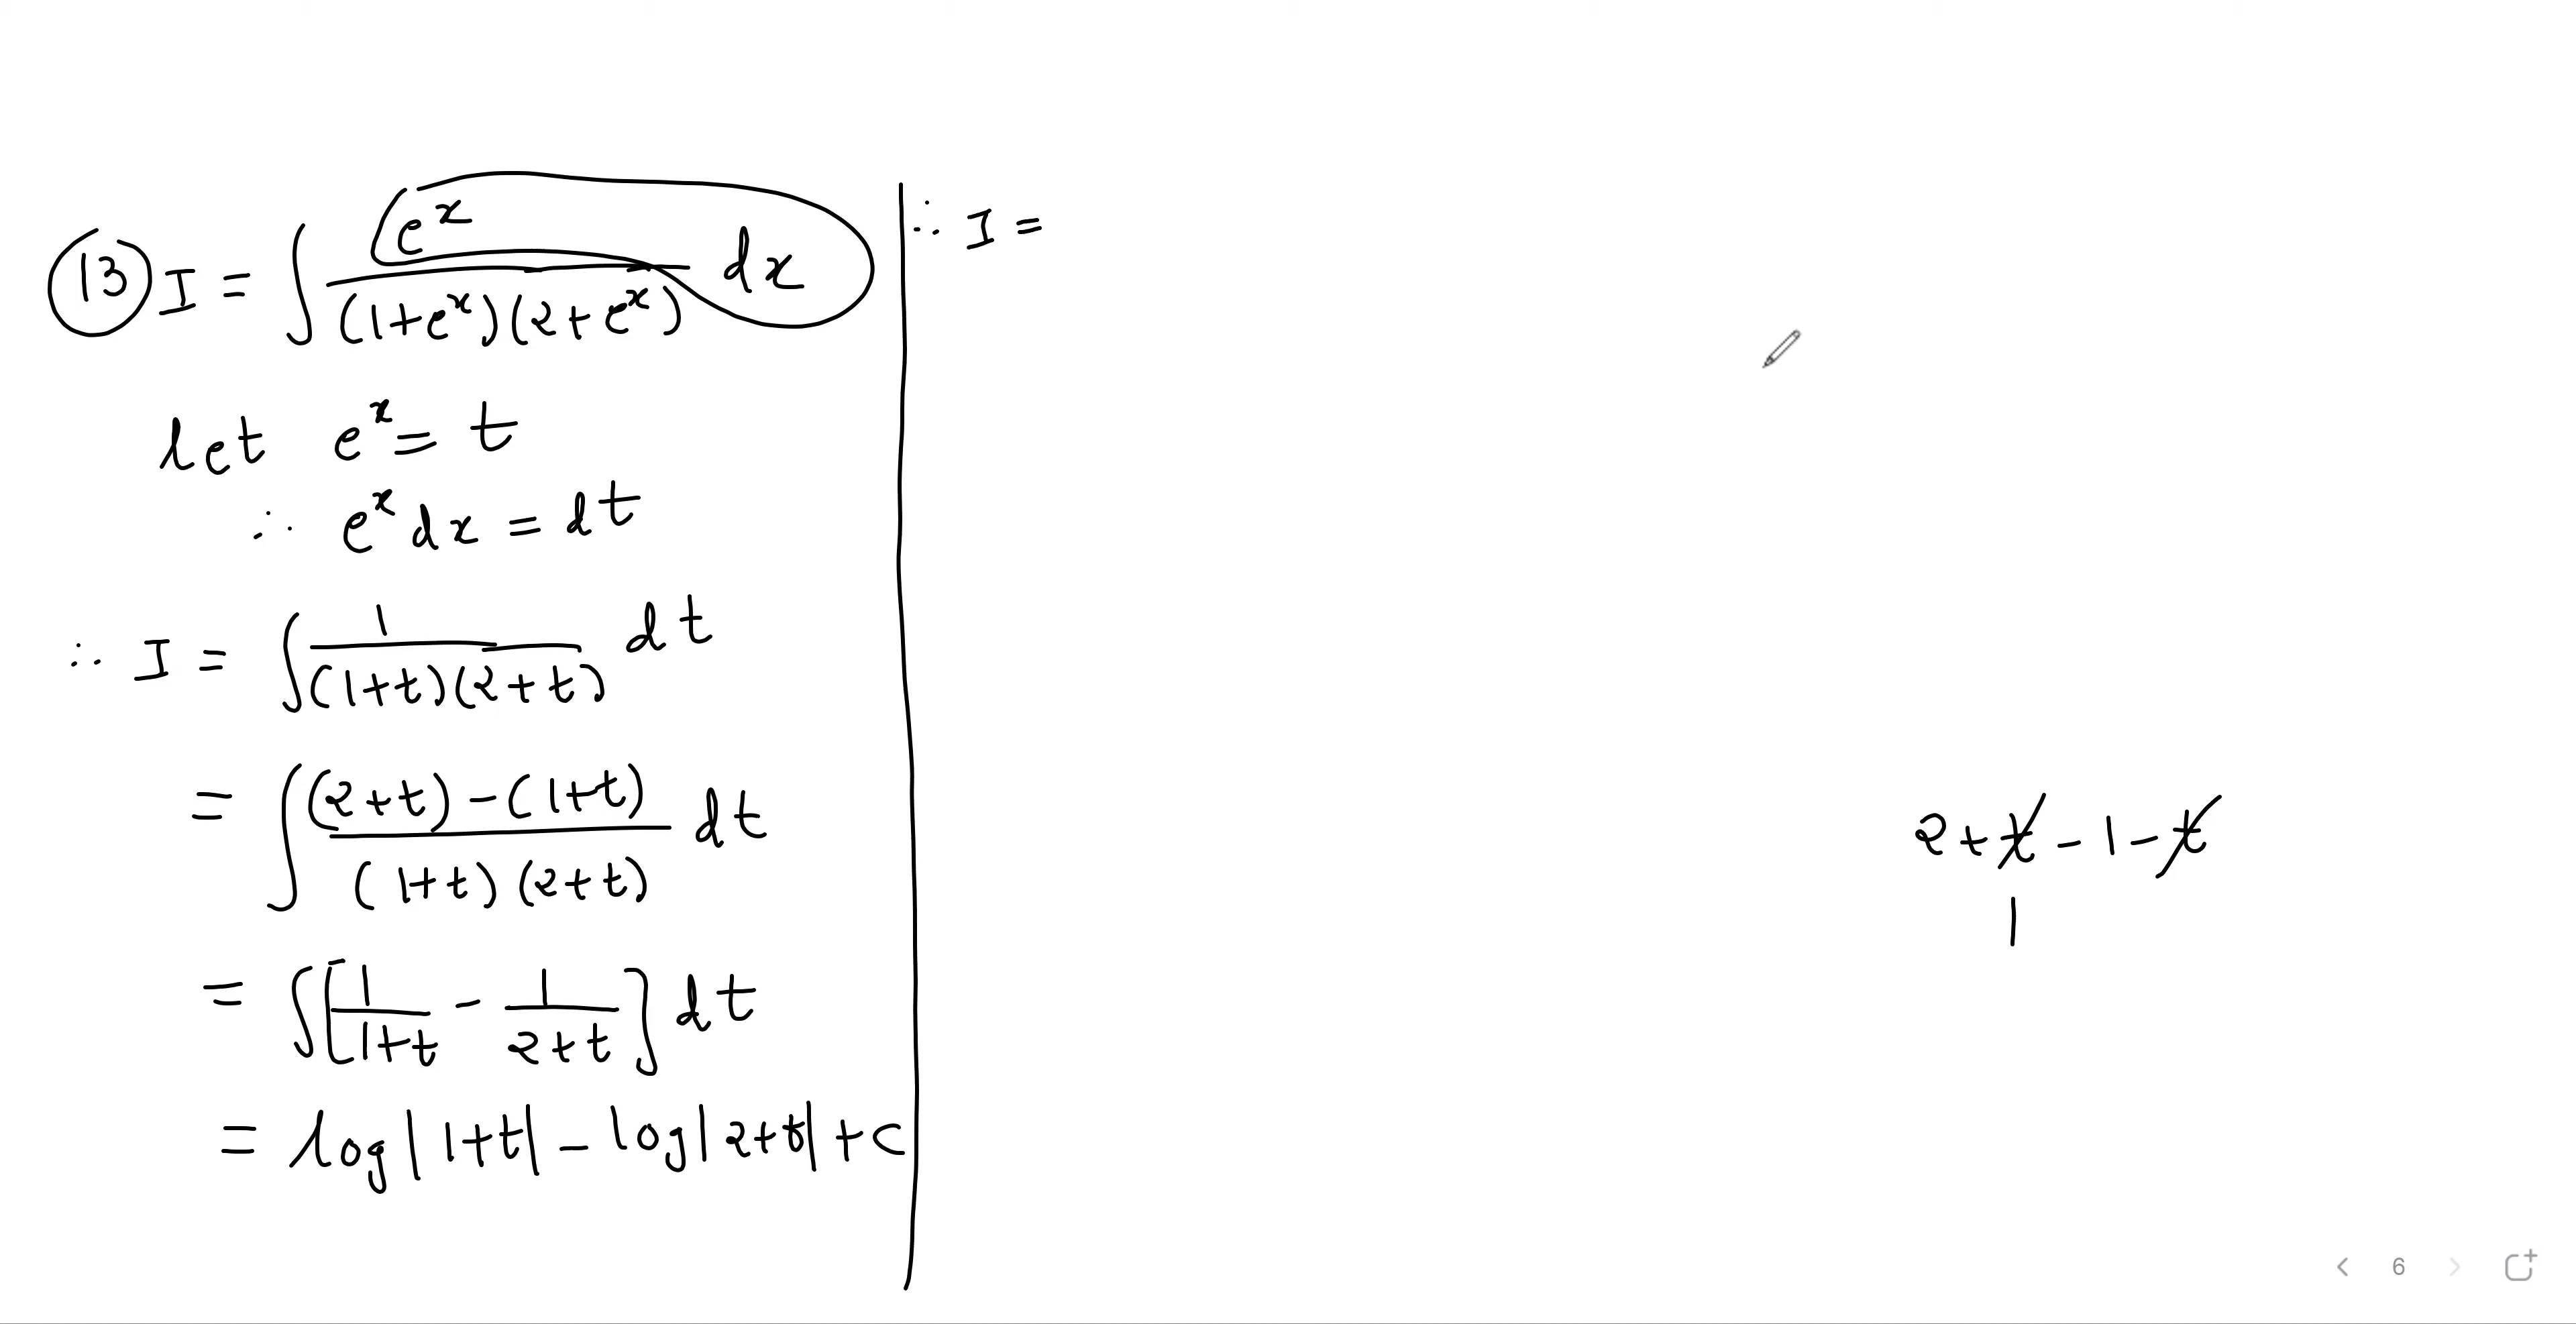 (13) I = ∫ e^x / (1+e^x)(2+e^x) dx
let e^x = t
∴ e^x dx = dt
∴ I = ∫ 1 / (1+t)(2+t) dt
= ∫ (2+t) - (1+t) / (1+t)(2+t) dt
= ∫ [1 / 1+t - 1 / 2+t] dt
= log|1+t| - log|2+t| + c
∴ I =
2+t-1-t
1
6